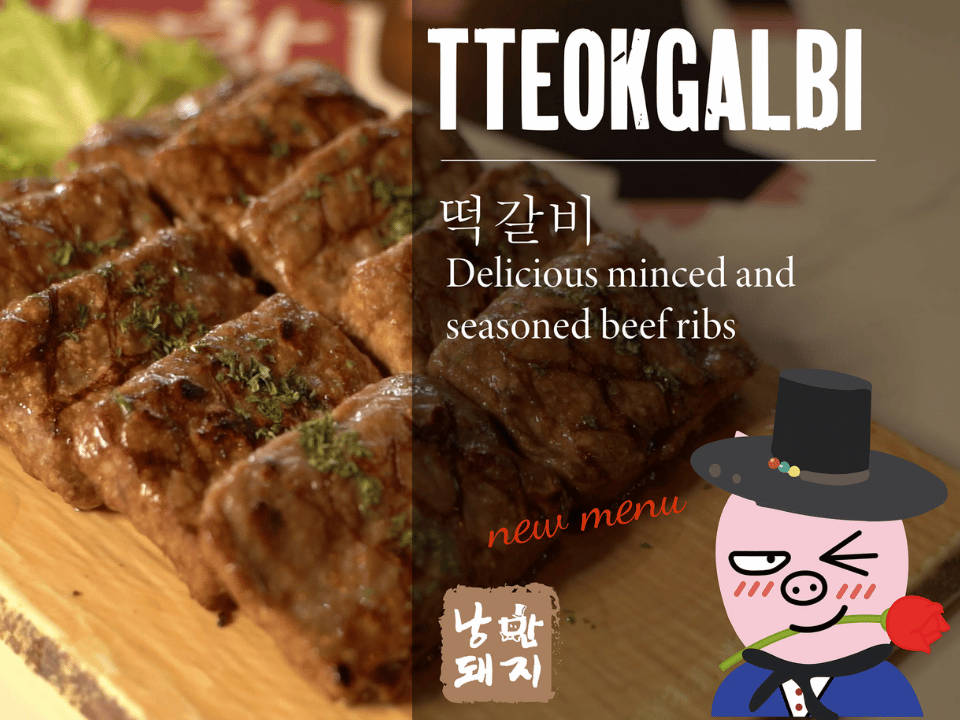 TTEOKGALBI
떡갈비
Delicious minced and
seasoned beef ribs
new menu
낭만
돼지